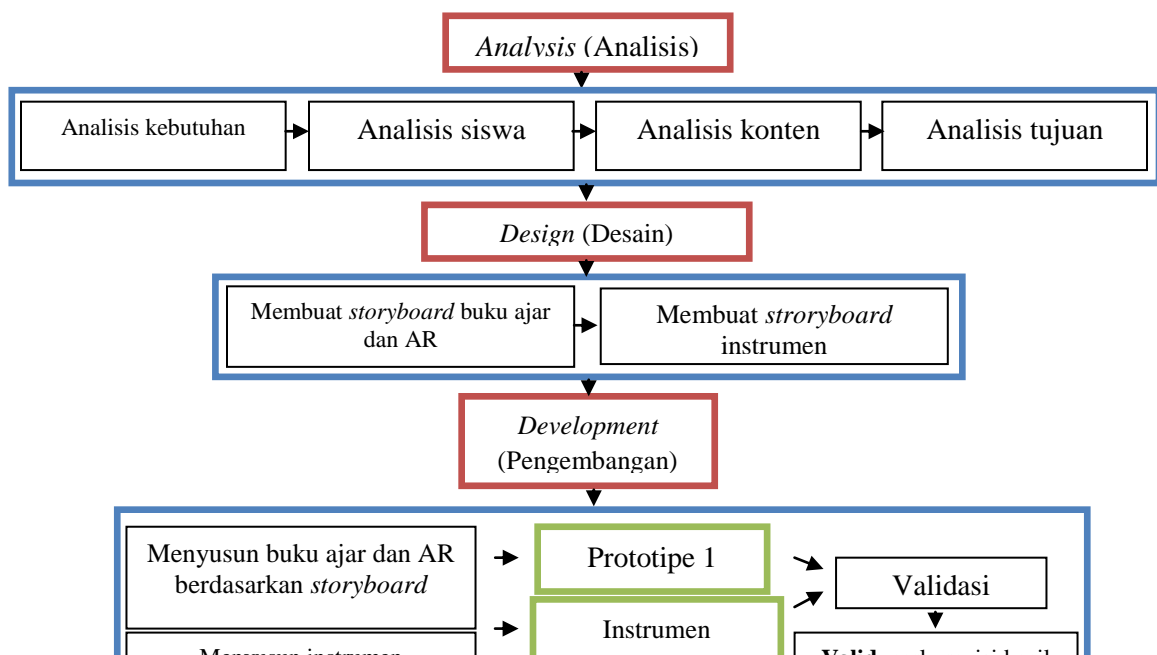 Analysis (Analisis)
Analisis kebutuhan
Analisis siswa
Analisis konten
Analisis tujuan
Design (Desain)
Membuat storyboard buku ajar
dan AR
Membuat stroryboard
instrumen
Development
(Pengembangan)
Menyusun buku ajar dan AR
berdasarkan storyboard
Prototipe 1
Validasi
Instrumen